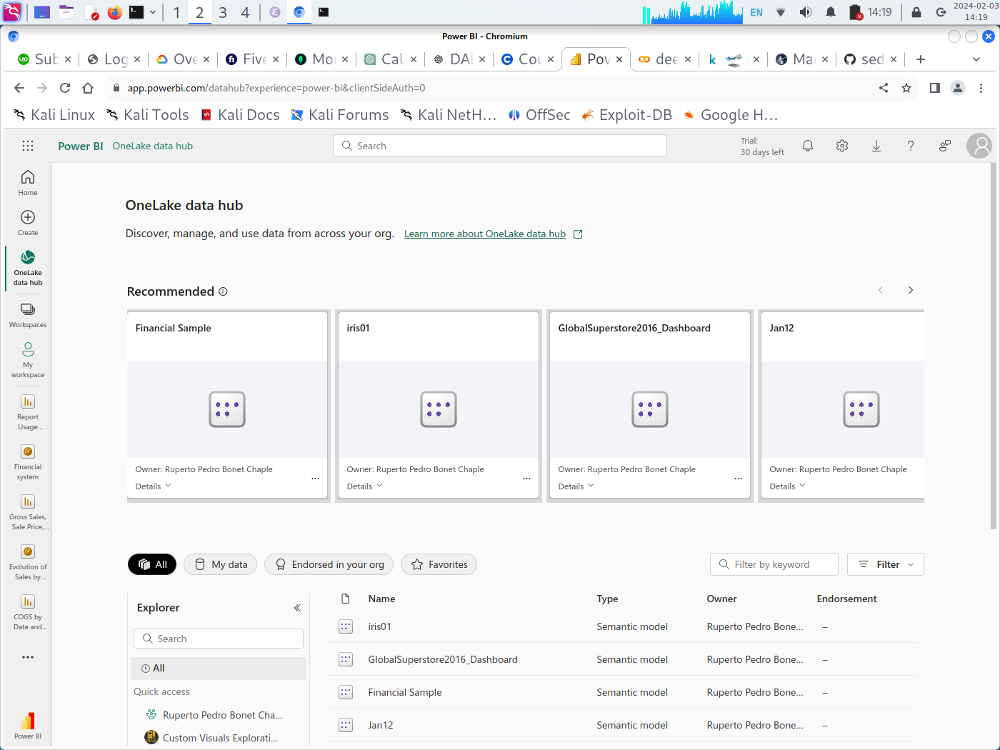 1 2 3 4
EN
14:19
2024-02-03
14:19
Power BI - Chromium
Sub
Log
Ove
Five
Mor
Cal
DAL
Cou
Pow
dee
k
Mac
sed
app.powerbi.com/datahub?experience=power-bi&clientSideAuth=0
Kali Linux
Kali Tools
Kali Docs
Kali Forums
Kali NetH...
OffSec
Exploit-DB
Google H...
Power BI
OneLake data hub
Search
Trial:
30 days left
Home
Create
OneLake
data hub
Workspaces
My
workspace
Report
Usage...
FInancial
system
Gross Sales,
Sale Price,...
Evolution of
Sales by...
COGS by
Date and...
Power BI
OneLake data hub
Discover, manage, and use data from across your org.
Learn more about OneLake data hub
Recommended
Financial Sample
Owner: Ruperto Pedro Bonet Chaple
Details
iris01
Owner: Ruperto Pedro Bonet Chaple
Details
GlobalSuperstore2016_Dashboard
Owner: Ruperto Pedro Bonet Chaple
Details
Jan12
Owner: Ruperto Pedro Bonet Chaple
Details
All
My data
Endorsed in your org
Favorites
Filter by keyword
Filter
Explorer
Search
All
Quick access
Ruperto Pedro Bonet Cha...
Custom Visuals Explorati...
Name Type Owner Endorsement
iris01 Semantic model Ruperto Pedro Bone... –
GlobalSuperstore2016_Dashboard Semantic model Ruperto Pedro Bone... –
Financial Sample Semantic model Ruperto Pedro Bone... –
Jan12 Semantic model Ruperto Pedro Bone... –